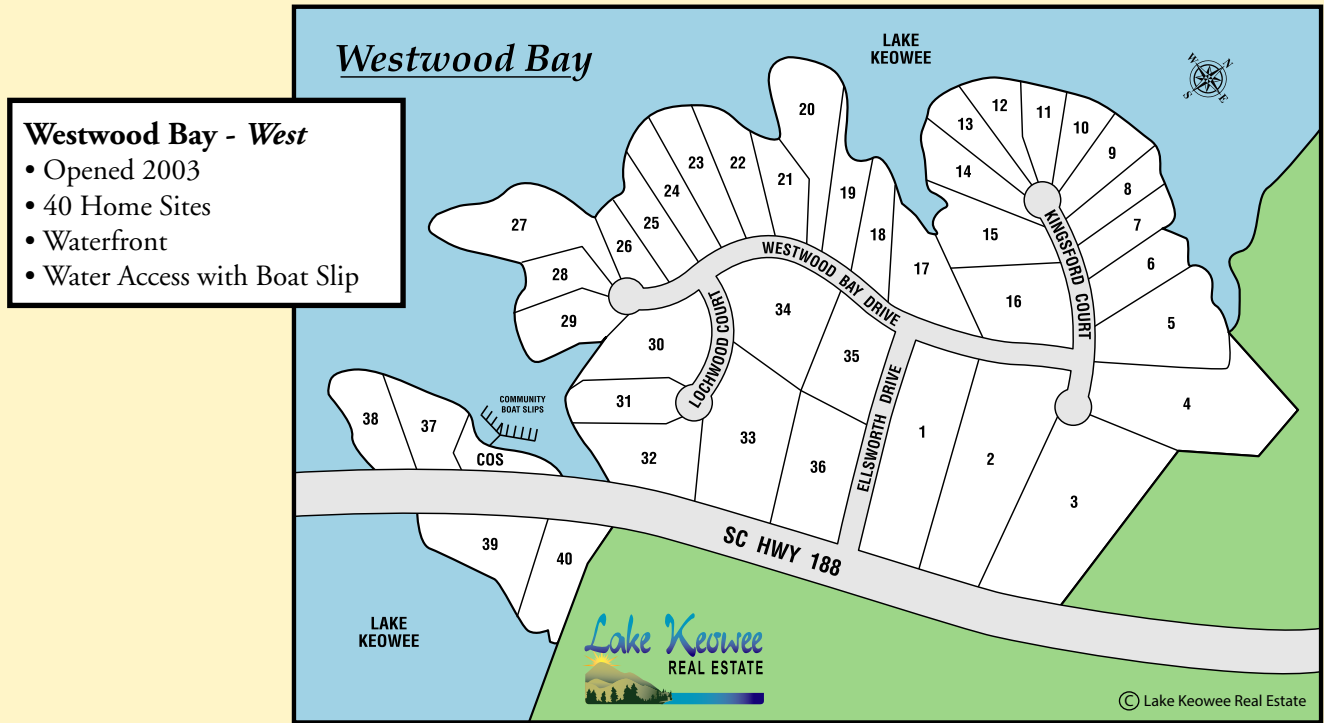 Westwood Bay
LAKE
KEOWEE
W
N
S
E
Westwood Bay - West
• Opened 2003
• 40 Home Sites
• Waterfront
• Water Access with Boat Slip
20
12
11
13
10
9
14
8
7
23
22
21
24
19
18
25
26
27
28
29
15
6
17
16
5
KINGSFORD COURT
WESTWOOD BAY DRIVE
34
35
30
LOCHWOOD COURT
31
ELLSWORTH DRIVE
COMMUNITY
BOAT SLIPS
38
37
COS
32
33
36
1
2
4
3
SC HWY 188
39
40
LAKE
KEOWEE
Lake Keowee
REAL ESTATE
© Lake Keowee Real Estate